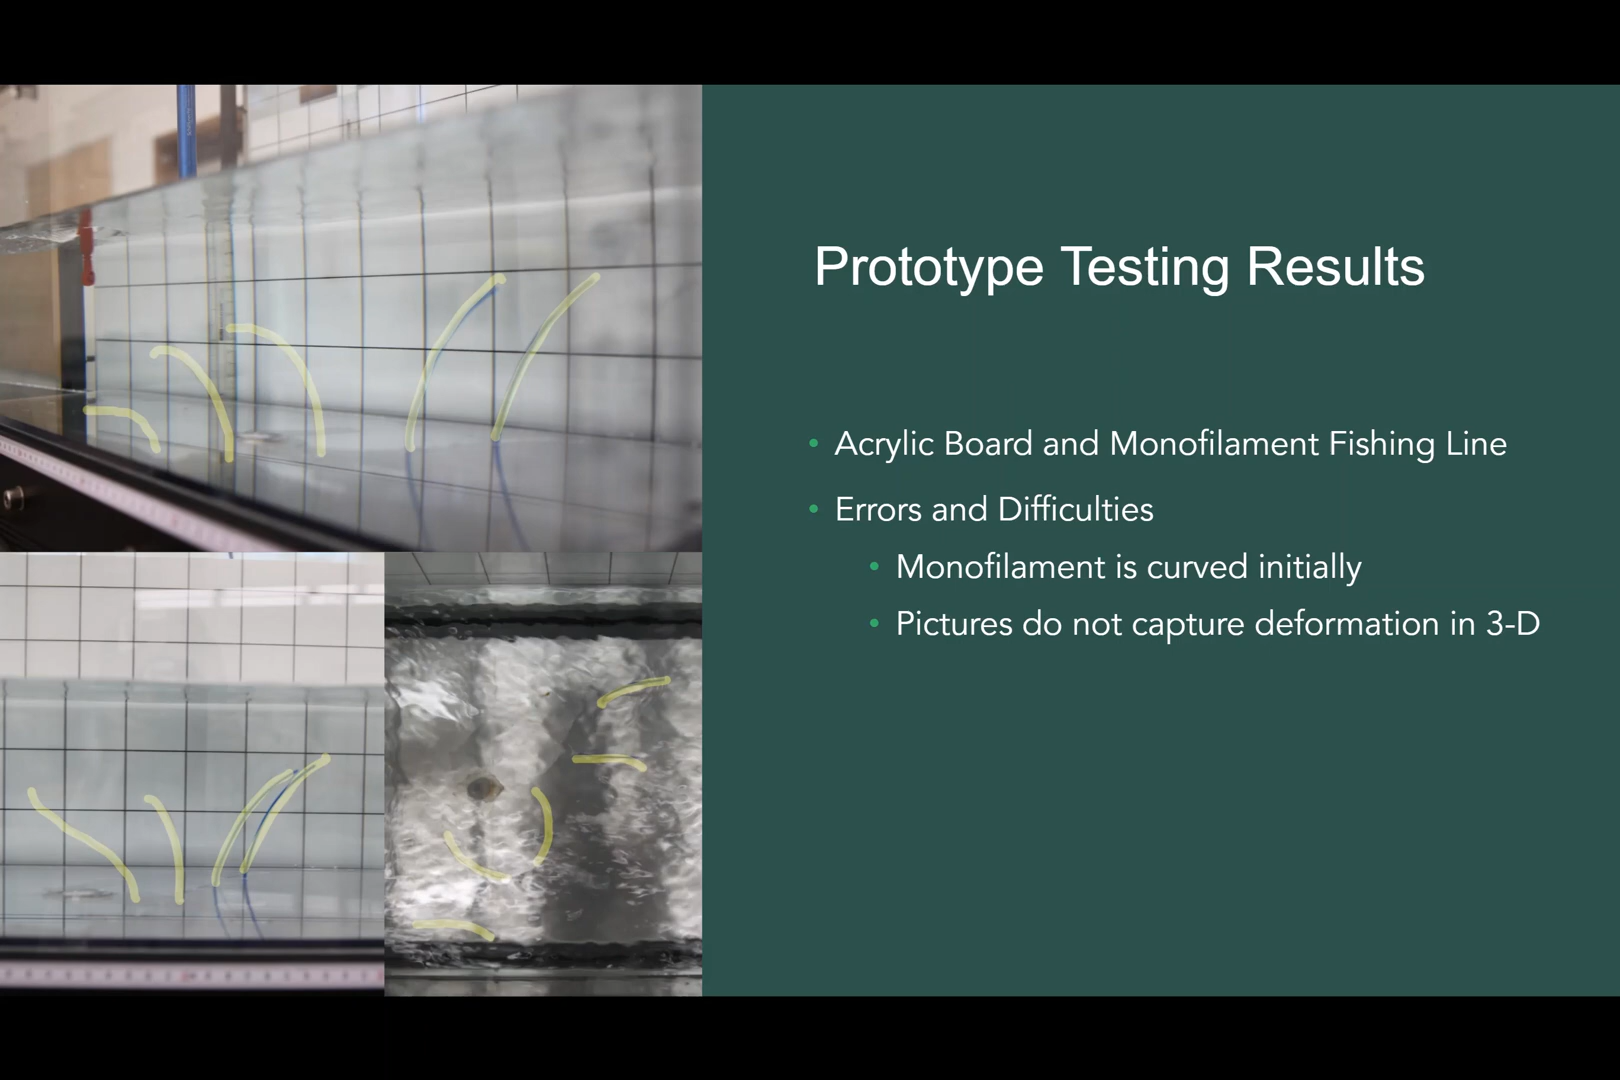 Prototype Testing Results
Acrylic Board and Monofilament Fishing Line
Errors and Difficulties
Monofilament is curved initially
Pictures do not capture deformation in 3-D